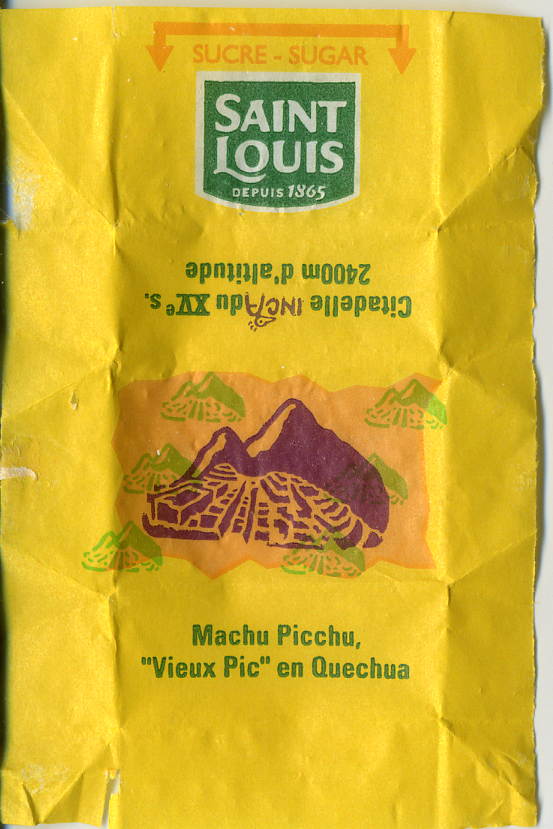 SUCRE - SUGAR
SAINT
LOUIS
DEPUIS 1865
Citadelle INCA du XVe s.
2400m d'altitude
Machu Picchu,
"Vieux Pic" en Quechua